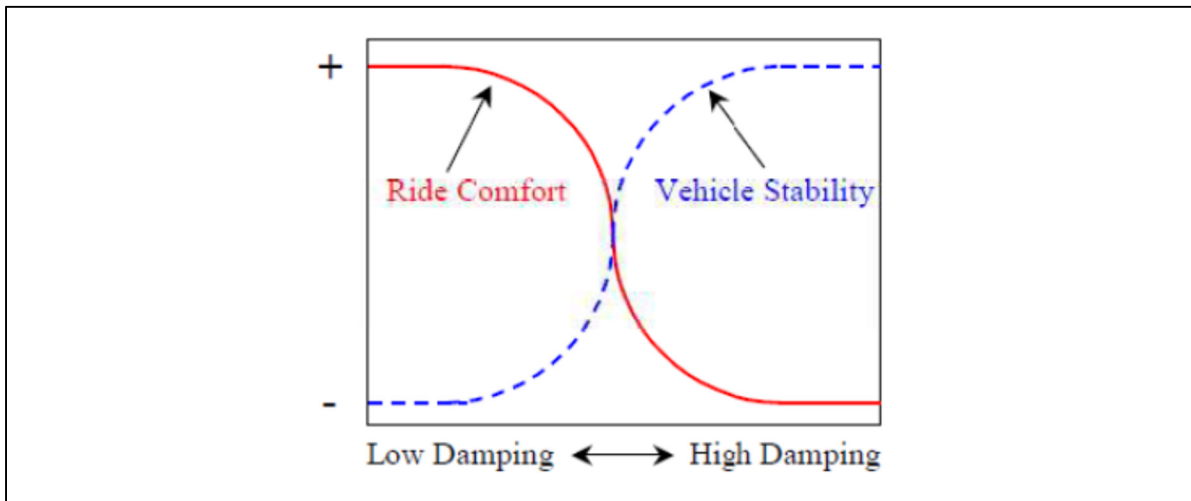 +
Ride Comfort
Vehicle Stability
-
Low Damping
High Damping